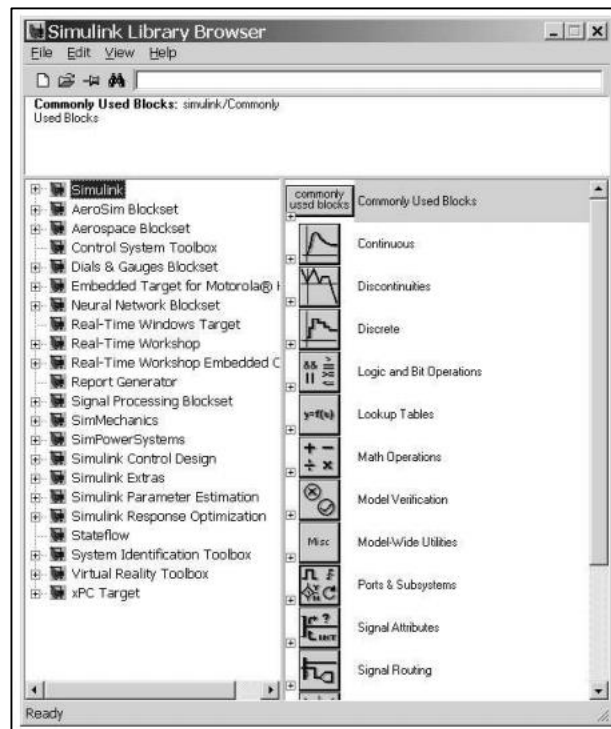 Simulink Library Browser
File Edit View Help
Commonly Used Blocks: simulink/Commonly
Used Blocks
Simulink
AeroSim Blockset
Aerospace Blockset
Control System Toolbox
Dials & Gauges Blockset
Embedded Target for Motorola®
Neural Network Blockset
Real-Time Windows Target
Real-Time Workshop
Real-Time Workshop Embedded C
Report Generator
Signal Processing Blockset
SimMechanics
SimPowerSystems
Simulink Control Design
Simulink Extras
Simulink Parameter Estimation
Simulink Response Optimization
Stateflow
System Identification Toolbox
Virtual Reality Toolbox
xPC Target
commonly
used blocks
Commonly Used Blocks
Continuous
Discontinuities
Discrete
Logic and Bit Operations
y=f(u)
Lookup Tables
Math Operations
Model Verification
Misc
Model-Wide Utilities
Ports & Subsystems
Signal Attributes
Signal Routing
Ready